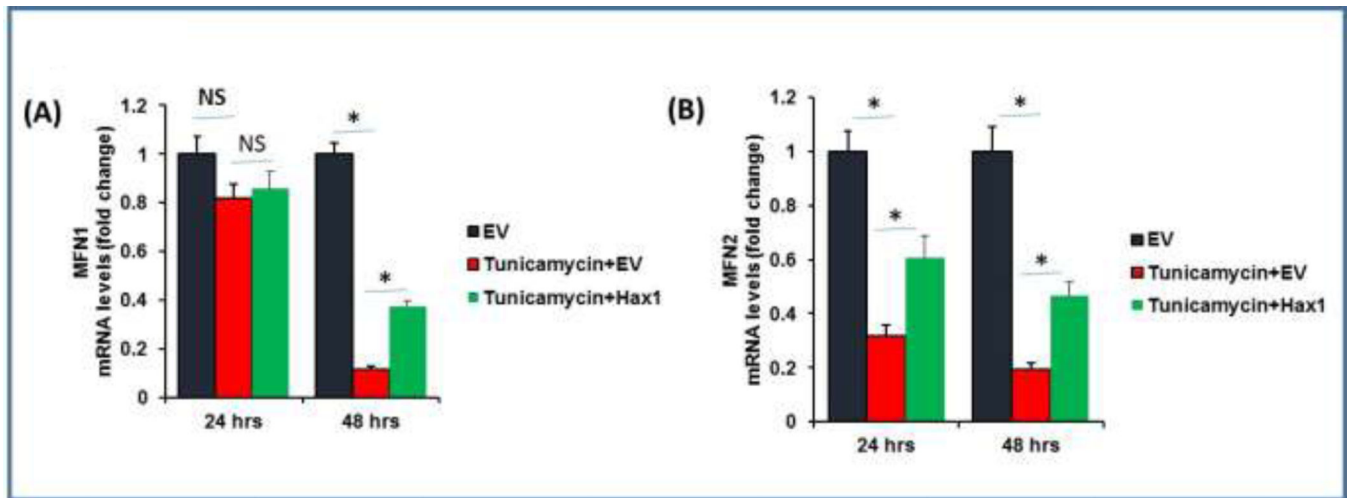 (A)
MFN1
mRNA levels (fold change)
1.2
1
0.8
0.6
0.4
0.2
0
NS
NS
*
*
24 hrs
48 hrs
EV
Tunicamycin+EV
Tunicamycin+Hax1
(B)
MFN2
mRNA levels (fold change)
1.2
1
0.8
0.6
0.4
0.2
0
*
*
*
*
24 hrs
48 hrs
EV
Tunicamycin+EV
Tunicamycin+Hax1